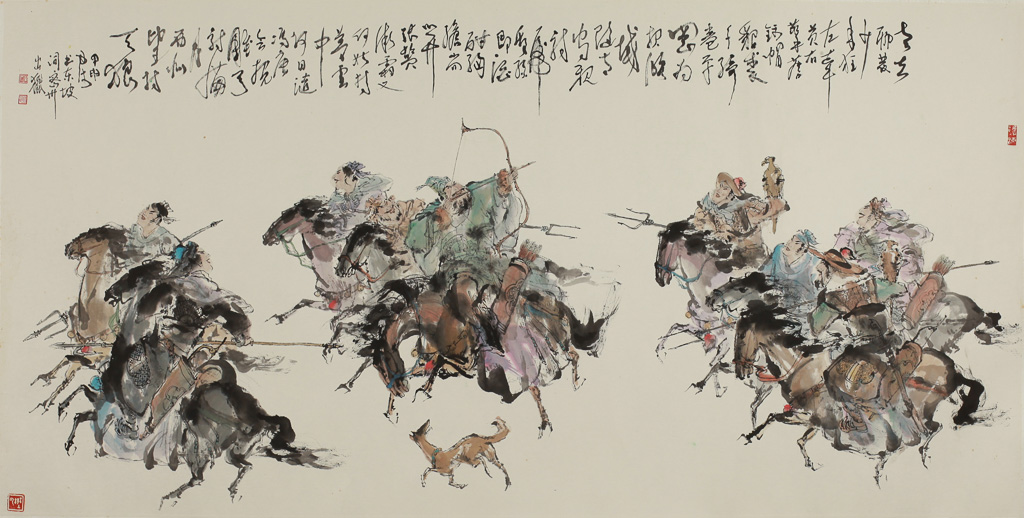 老夫
聊發
少年狂
左牽
黃右
擎蒼
錦帽
貂裘
千騎
卷平
岡為
報傾
城
隨太
守親
射
虎
看孫
郎酒
酣胸
膽尚
開
張鬢
微霜又
何妨持
節雲
中
何日遣
馮唐
會挽
雕弓
如滿
月
西北
望射
天狼
甲申
書東坡
詞密州
出獵